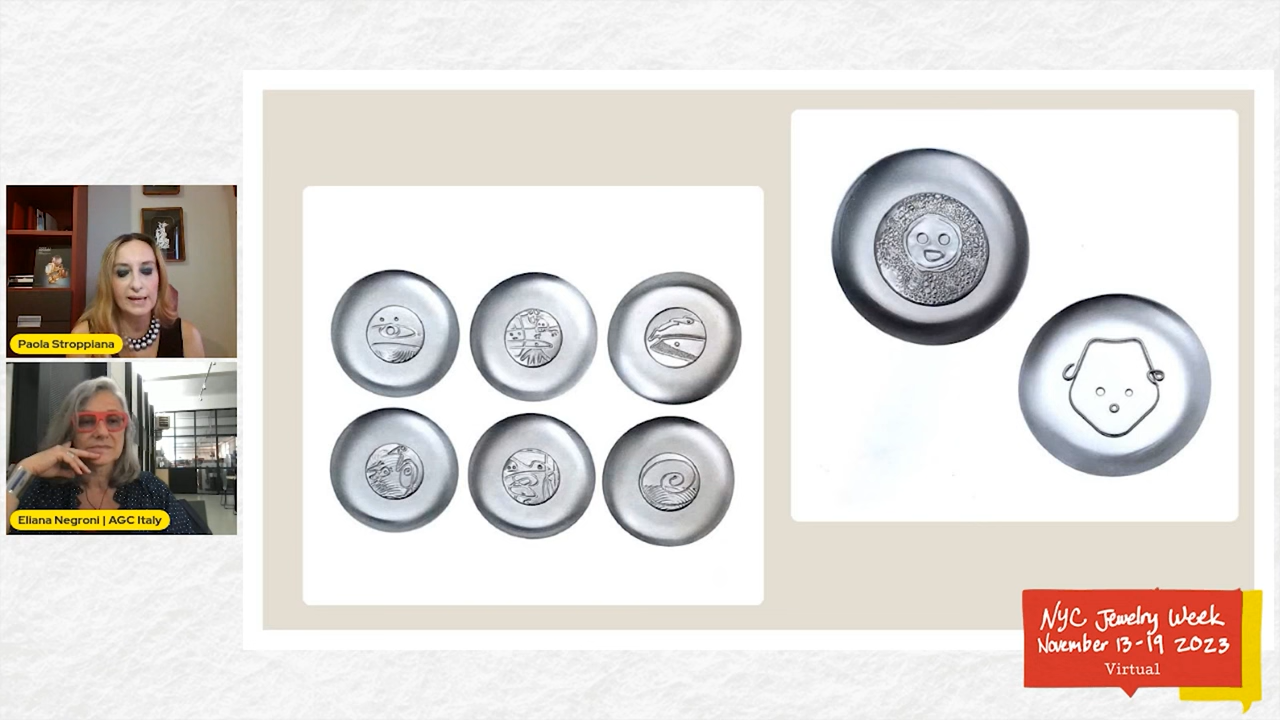 Paola Stroppiana
Eliana Negroni | AGC Italy
NYC Jewelry Week
November 13-19 2023
Virtual